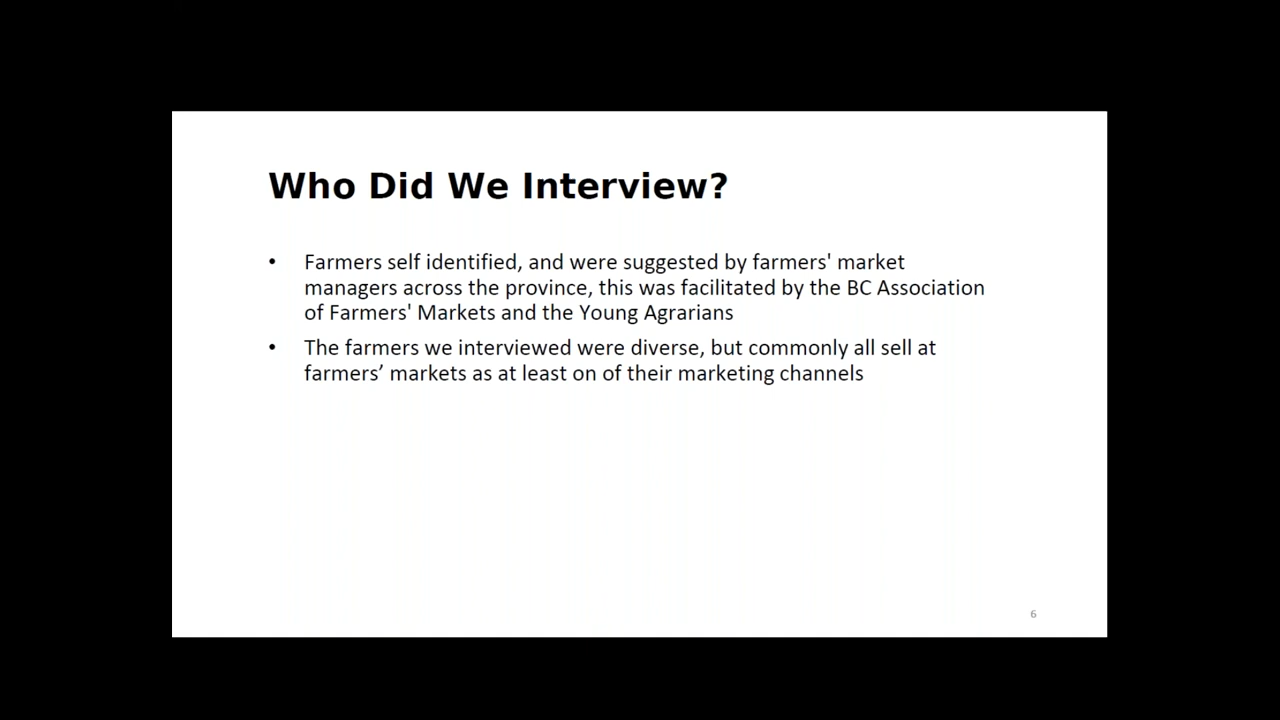 Who Did We Interview?
• Farmers self identified, and were suggested by farmers' market
managers across the province, this was facilitated by the BC Association
of Farmers' Markets and the Young Agrarians
• The farmers we interviewed were diverse, but commonly all sell at
farmers’ markets as at least on of their marketing channels
6